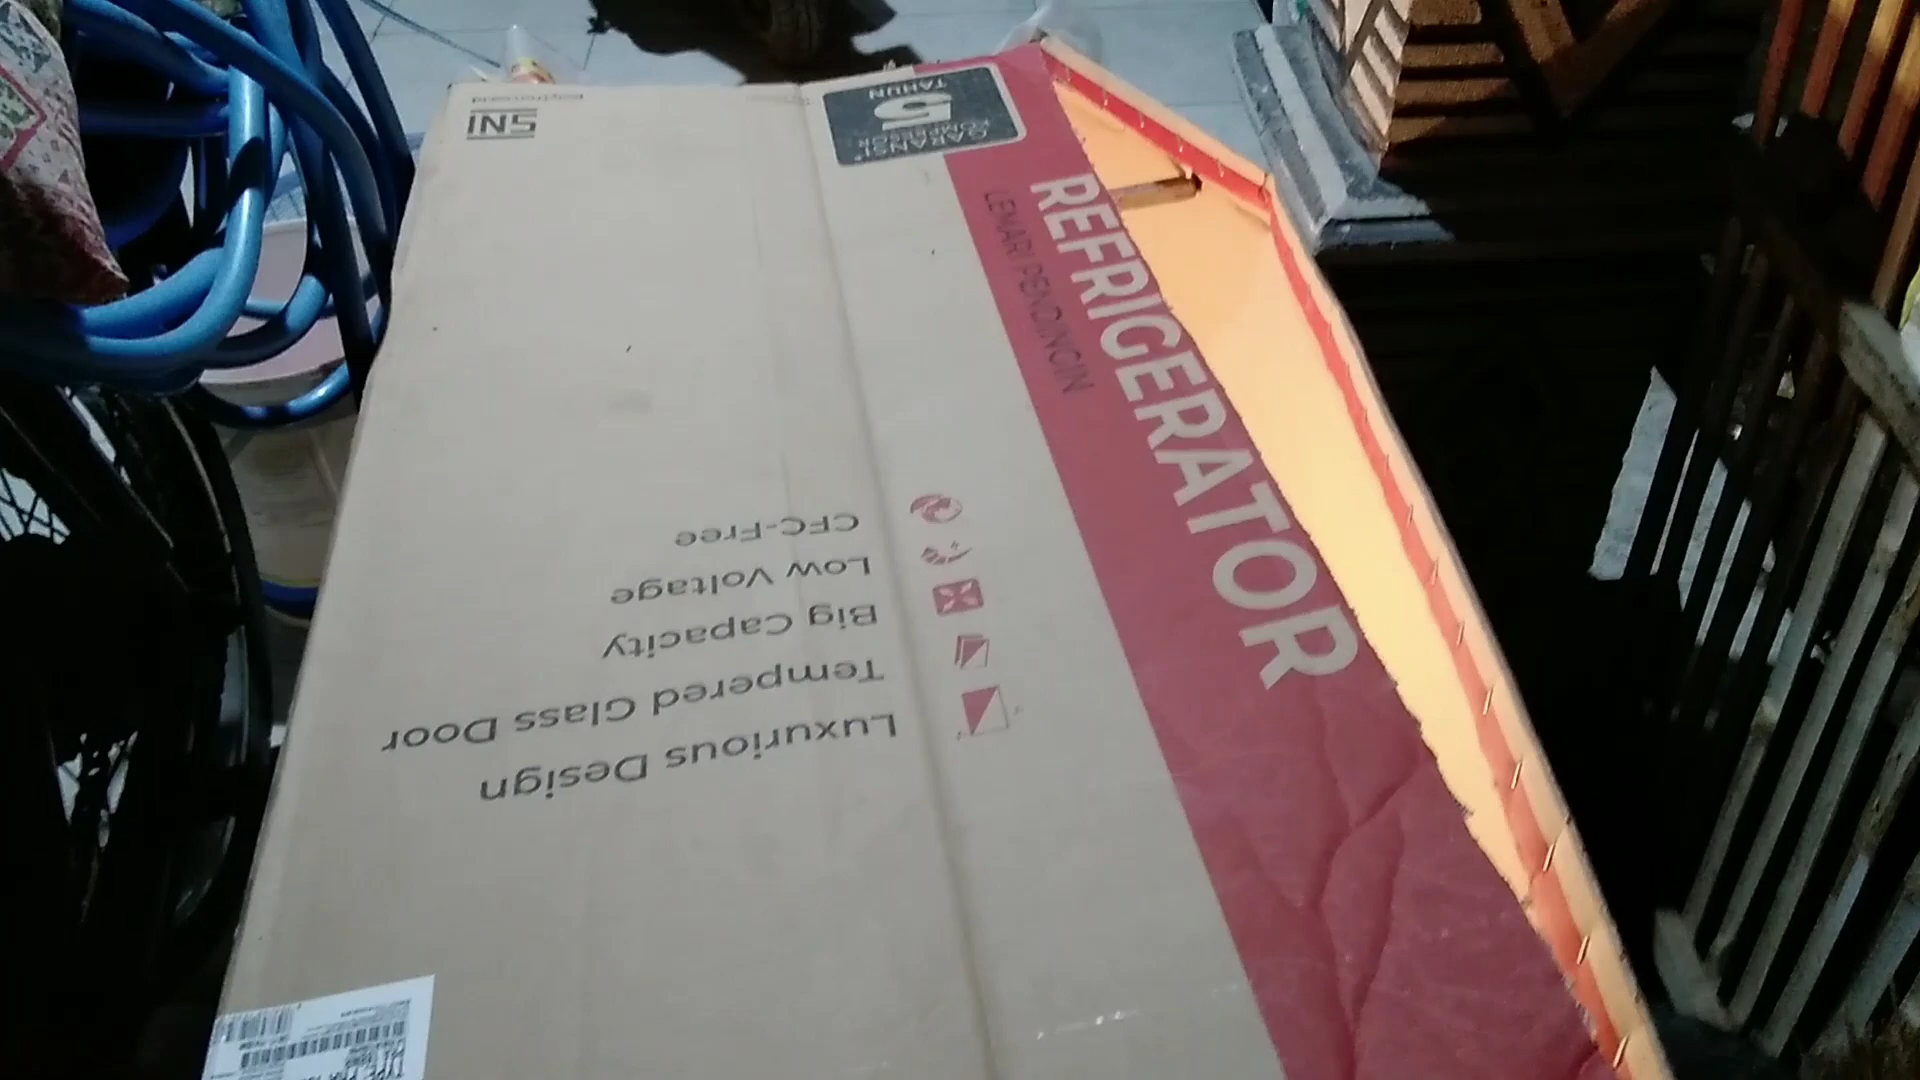 REFRIGERATOR
LEMARI PENDINGIN
Luxurious Design
Tempered Glass Door
Big Capacity
Low Voltage
CFC-Free
GARANSI*
KOMPRESOR
5
TAHUN
SNI